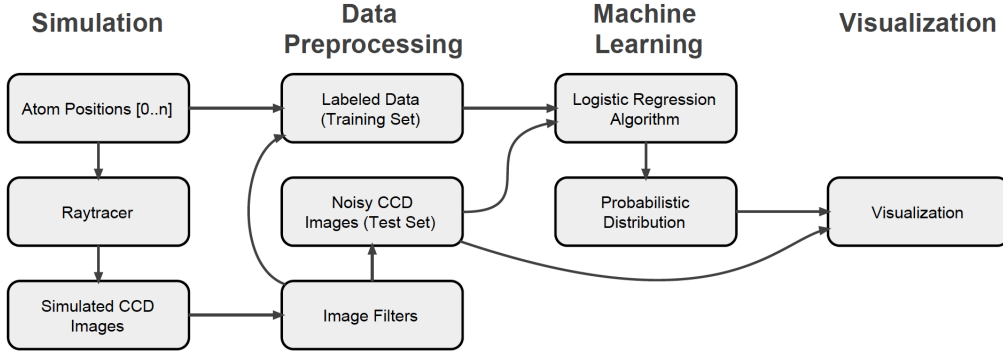 Simulation
Data
Preprocessing
Machine
Learning
Visualization
Atom Positions [0..n]
Labeled Data
(Training Set)
Logistic Regression
Algorithm
Raytracer
Noisy CCD
Images (Test Set)
Probabilistic
Distribution
Visualization
Simulated CCD
Images
Image Filters